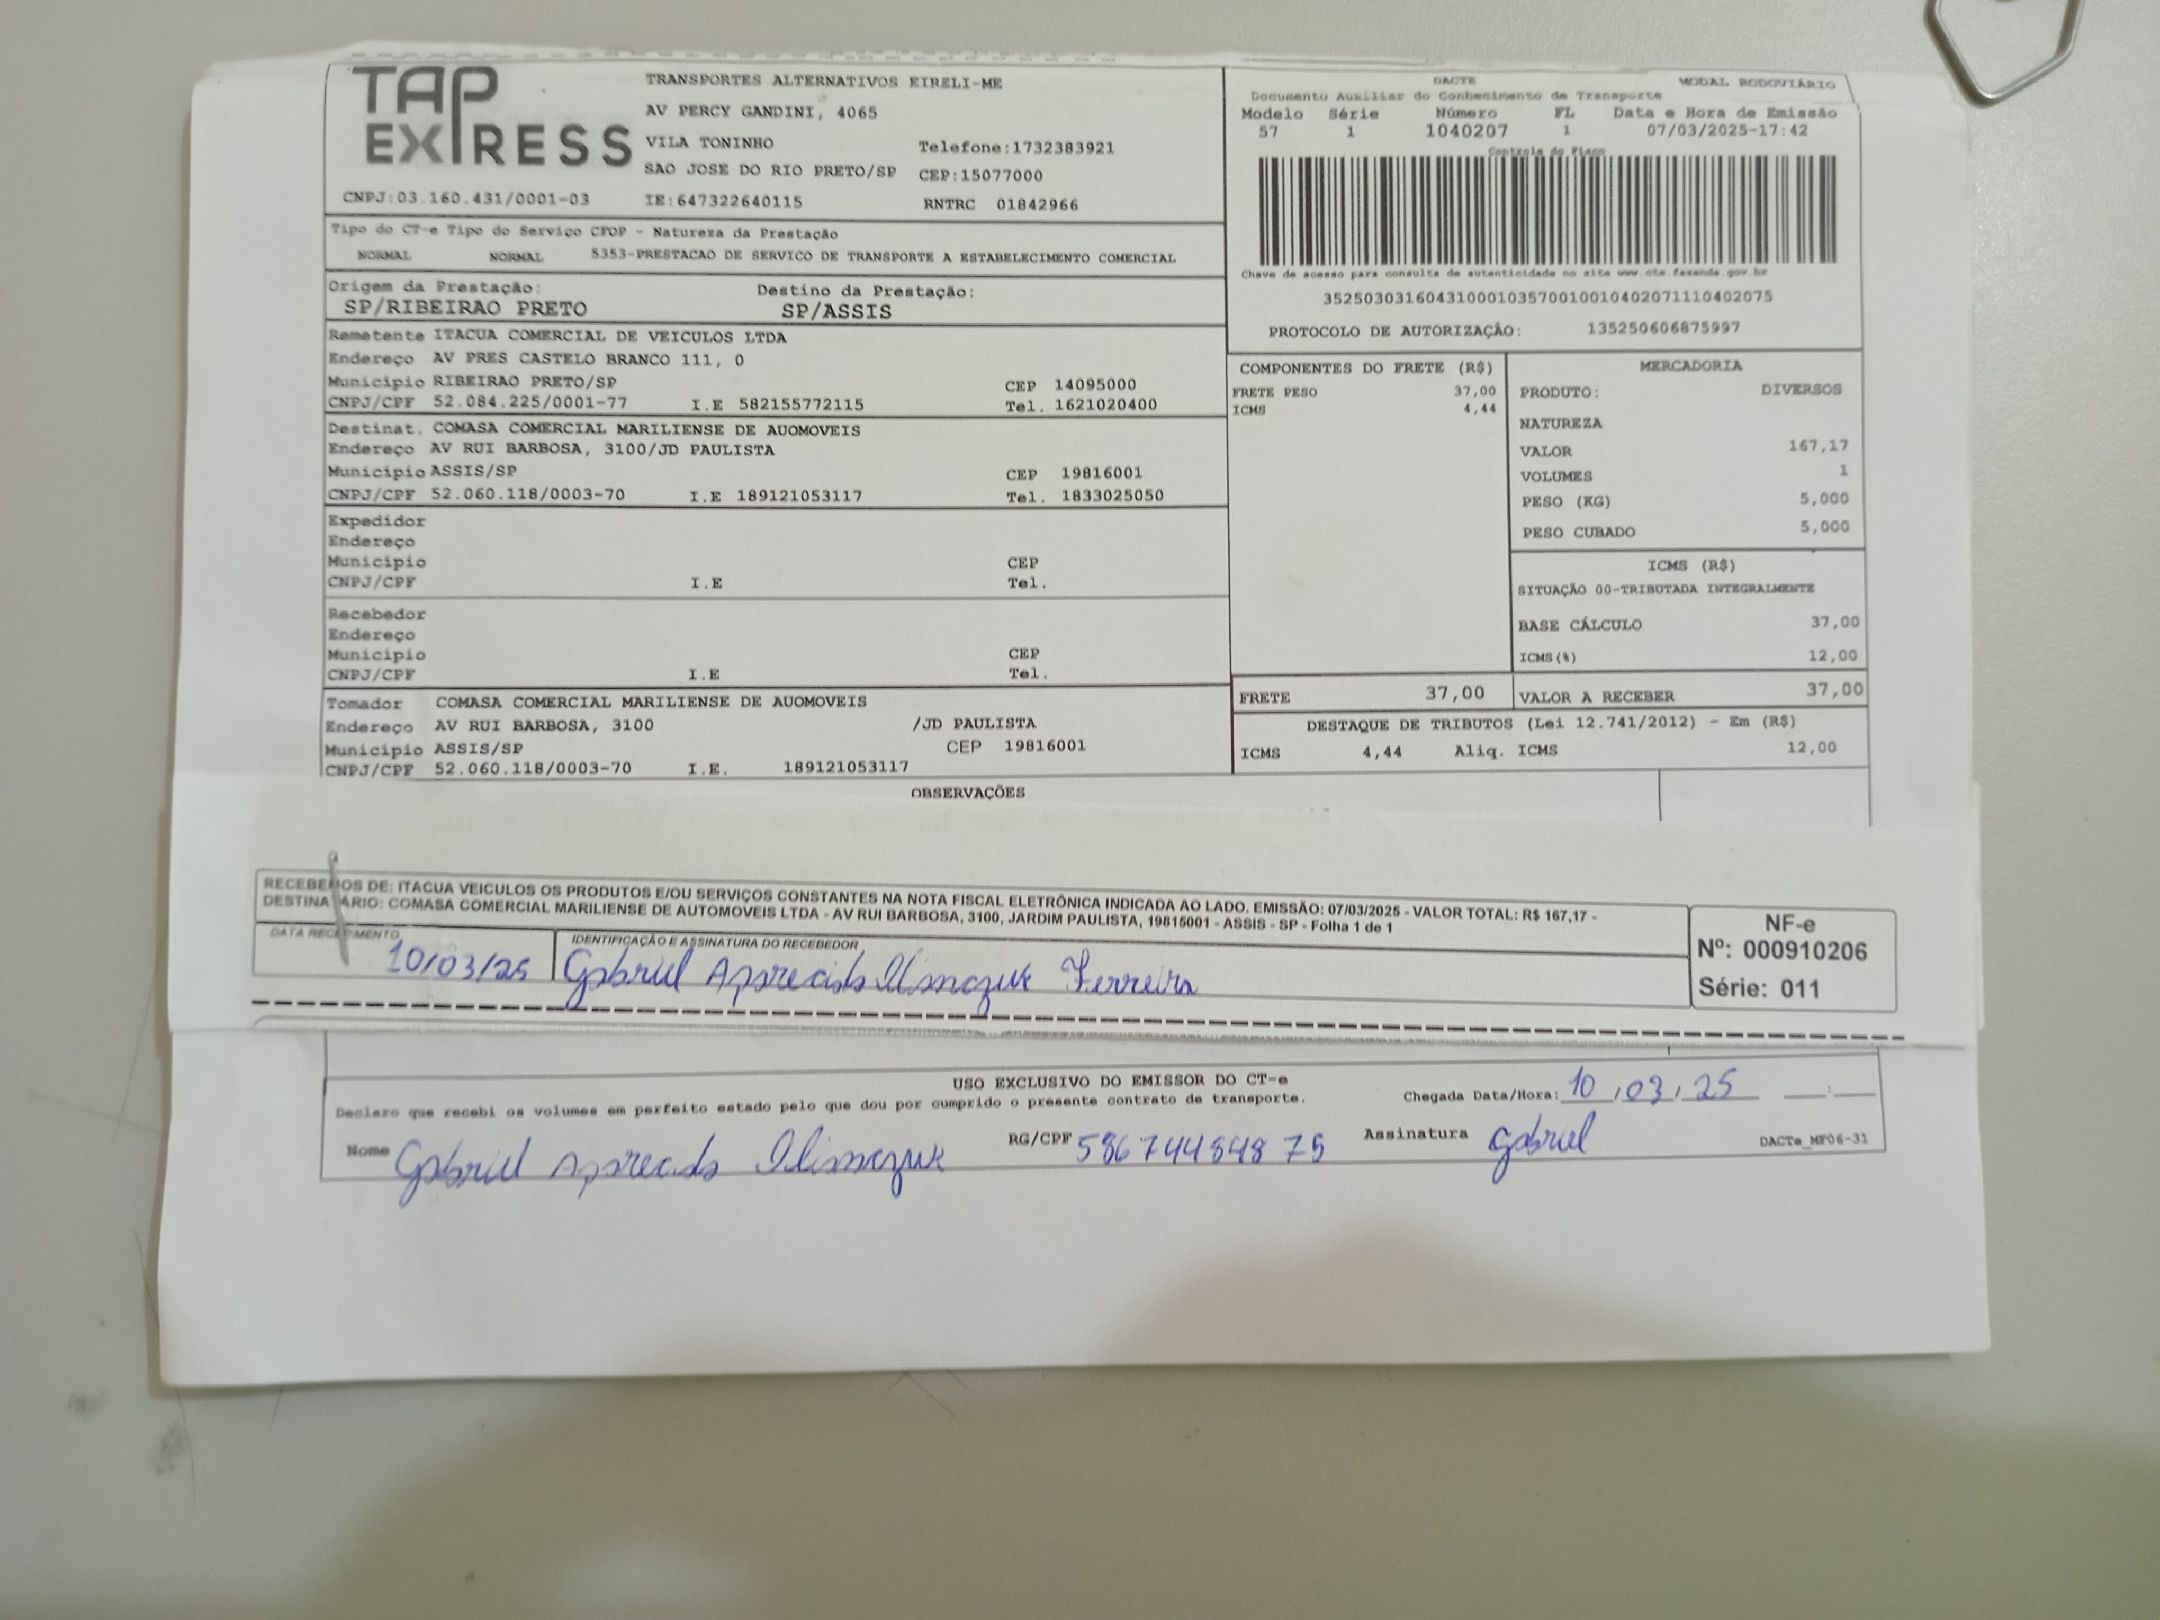 TAP EXPRESS
TRANSPORTES ALTERNATIVOS EIRELI-ME
AV PERCY GANDINI, 4065
VILA TONINHO Telefone:1732383921
SAO JOSE DO RIO PRETO/SP CEP:15077000
CNPJ:03.160.431/0001-03 IE:647322640115 RNTRC 01842966
DACTE MODAL RODOVIÁRIO
Documento Auxiliar do Conhecimento de Transporte
Modelo Série Número FL Data e Hora de Emissão
57 1 1040207 1 07/03/2025-17:42
Controle do Fisco
Chave de acesso para consulta de autenticidade no site www.cte.fazenda.gov.br
35250303160431000103570010010402071110402075
PROTOCOLO DE AUTORIZAÇÃO: 135250606875997
Tipo do CT-e Tipo do Serviço CFOP - Natureza da Prestação
NORMAL NORMAL 5353-PRESTACAO DE SERVICO DE TRANSPORTE A ESTABELECIMENTO COMERCIAL
Origem da Prestação: Destino da Prestação:
SP/RIBEIRAO PRETO SP/ASSIS
Remetente ITACUA COMERCIAL DE VEICULOS LTDA
Endereço AV PRES CASTELO BRANCO 111, 0
Municipio RIBEIRAO PRETO/SP CEP 14095000
CNPJ/CPF 52.084.225/0001-77 I.E 582155772115 Tel. 1621020400
Destinat. COMASA COMERCIAL MARILIENSE DE AUOMOVEIS
Endereço AV RUI BARBOSA, 3100/JD PAULISTA
Municipio ASSIS/SP CEP 19816001
CNPJ/CPF 52.060.118/0003-70 I.E 189121053117 Tel. 1833025050
Expedidor
Endereço
Municipio CEP
CNPJ/CPF I.E Tel.
Recebedor
Endereço
Municipio CEP
CNPJ/CPF I.E Tel.
Tomador COMASA COMERCIAL MARILIENSE DE AUOMOVEIS
Endereço AV RUI BARBOSA, 3100 /JD PAULISTA
Municipio ASSIS/SP CEP 19816001
CNPJ/CPF 52.060.118/0003-70 I.E. 189121053117
COMPONENTES DO FRETE (R$)
FRETE PESO 37,00
ICMS 4,44
MERCADORIA
PRODUTO: DIVERSOS
NATUREZA
VALOR 167,17
VOLUMES 1
PESO (KG) 5,000
PESO CUBADO 5,000
ICMS (R$)
SITUAÇÃO 00-TRIBUTADA INTEGRALMENTE
BASE CÁLCULO 37,00
ICMS(%) 12,00
FRETE 37,00 VALOR A RECEBER 37,00
DESTAQUE DE TRIBUTOS (Lei 12.741/2012) - Em (R$)
ICMS 4,44 Aliq. ICMS 12,00
OBSERVAÇÕES
RECEBEMOS DE: ITACUA VEICULOS OS PRODUTOS E/OU SERVIÇOS CONSTANTES NA NOTA FISCAL ELETRÔNICA INDICADA AO LADO. EMISSÃO: 07/03/2025 - VALOR TOTAL: R$ 167,17 -
DESTINATÁRIO: COMASA COMERCIAL MARILIENSE DE AUTOMOVEIS LTDA - AV RUI BARBOSA, 3100, JARDIM PAULISTA, 19816001 - ASSIS - SP - Folha 1 de 1
DATA RECEBIMENTO IDENTIFICAÇÃO E ASSINATURA DO RECEBEDOR
10/03/25 Gabriel Aparecido Ferreira
NF-e
Nº: 000910206
Série: 011
USO EXCLUSIVO DO EMISSOR DO CT-e
Declaro que recebi os volumes em perfeito estado pelo que dou por cumprido o presente contrato de transporte.
Chegada Data/Hora: 10/03/25 __:__
Nome Gabriel Aparecido RG/CPF 58674484875 Assinatura Gabriel
DACTe_MF06-31